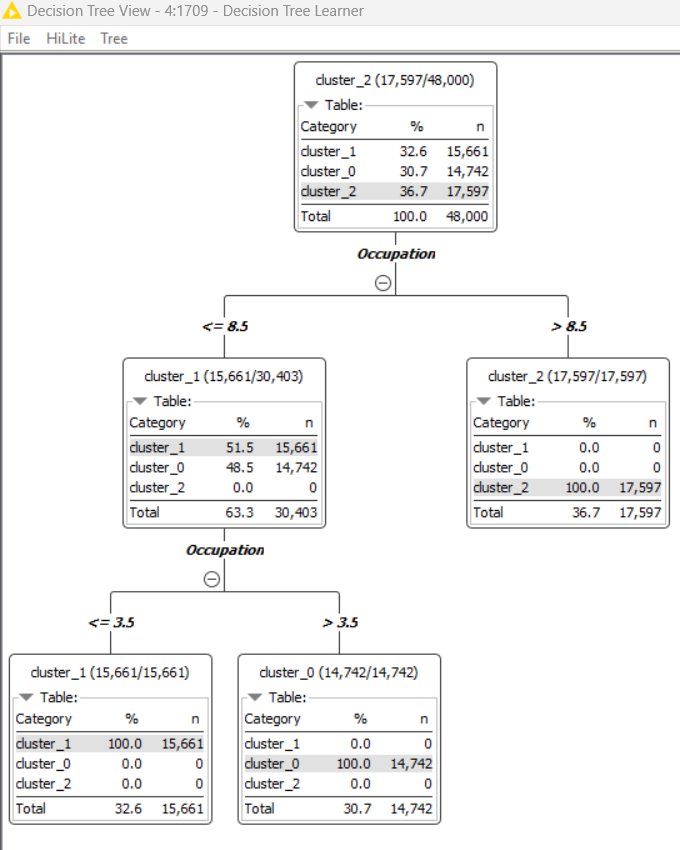 Decision Tree View - 4:1709 - Decision Tree Learner
File HiLite Tree
cluster_2 (17,597/48,000)
Table:
Category % n
cluster_1 32.6 15,661
cluster_0 30.7 14,742
cluster_2 36.7 17,597
Total 100.0 48,000
Occupation
<= 8.5
> 8.5
cluster_1 (15,661/30,403)
Table:
Category % n
cluster_1 51.5 15,661
cluster_0 48.5 14,742
cluster_2 0.0 0
Total 63.3 30,403
cluster_2 (17,597/17,597)
Table:
Category % n
cluster_1 0.0 0
cluster_0 0.0 0
cluster_2 100.0 17,597
Total 36.7 17,597
Occupation
<= 3.5
> 3.5
cluster_1 (15,661/15,661)
Table:
Category % n
cluster_1 100.0 15,661
cluster_0 0.0 0
cluster_2 0.0 0
Total 32.6 15,661
cluster_0 (14,742/14,742)
Table:
Category % n
cluster_1 0.0 0
cluster_0 100.0 14,742
cluster_2 0.0 0
Total 30.7 14,742